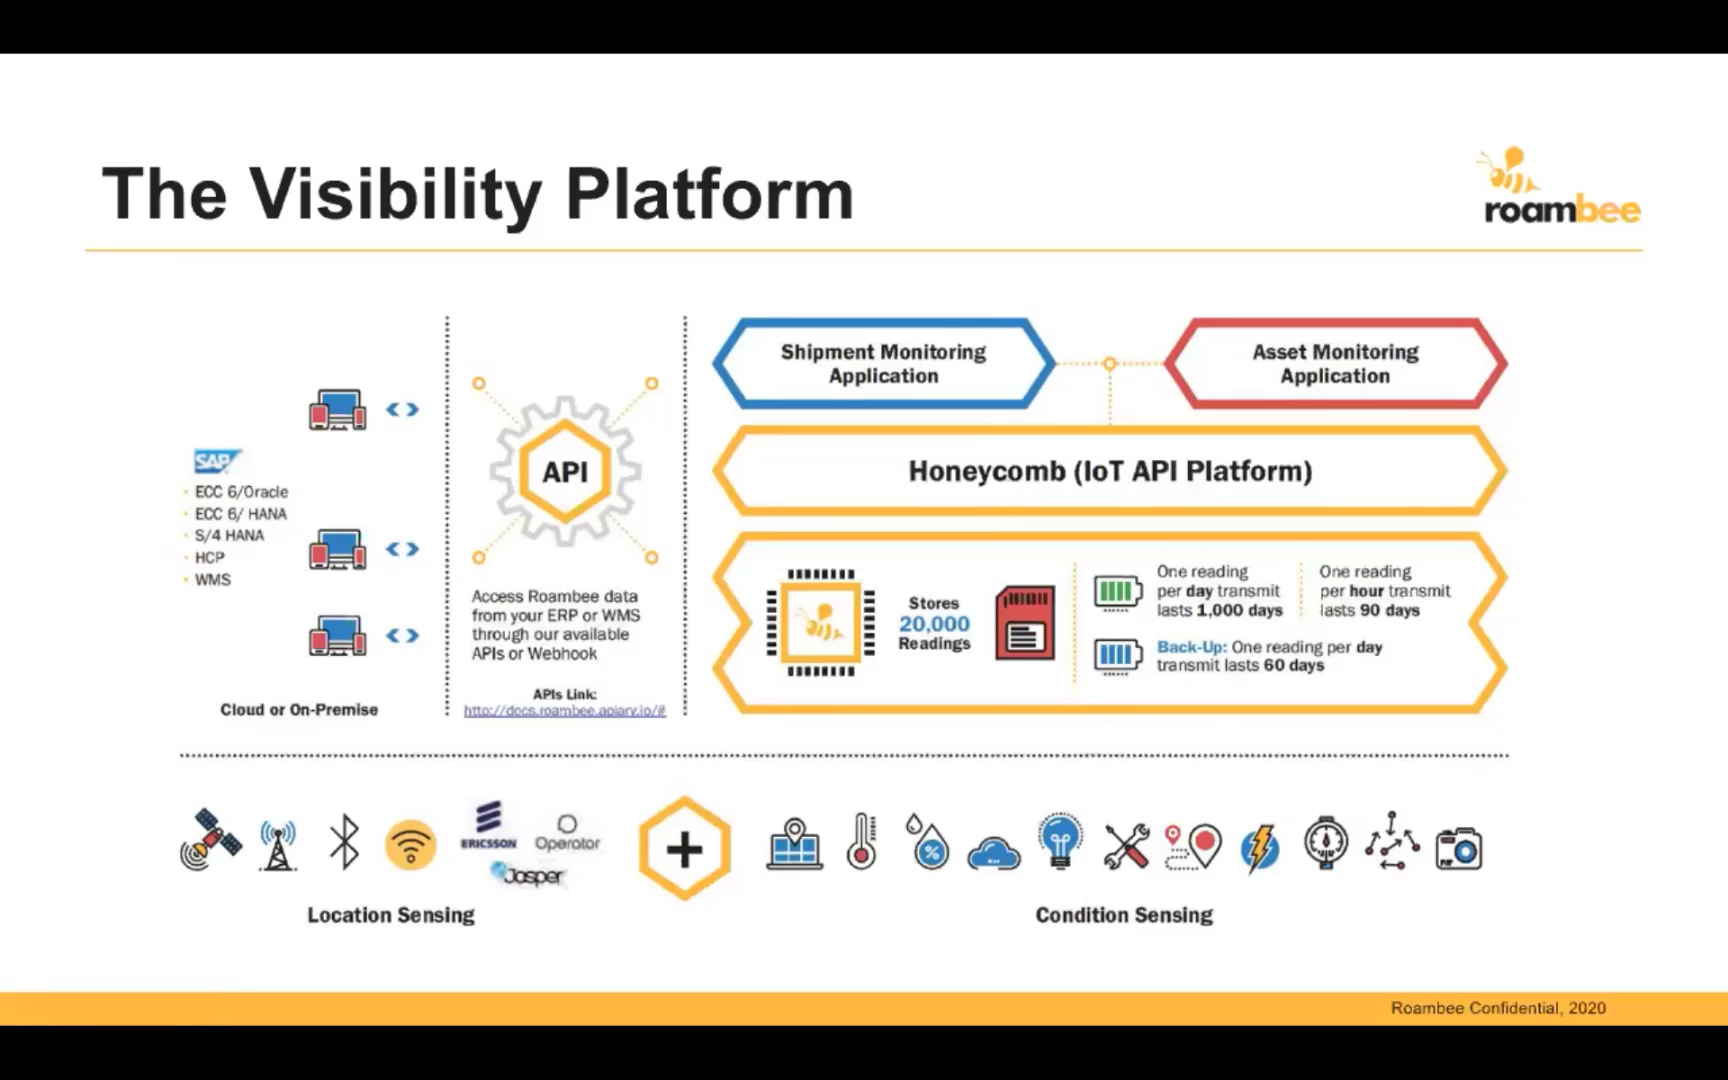 The Visibility Platform
roambee
SAP
ECC 6/Oracle
ECC 6/ HANA
S/4 HANA
HCP
WMS
Cloud or On-Premise
API
Access Roambee data
from your ERP or WMS
through our available
APIs or Webhook
APIs Link:
http://docs.roambee.apiary.io/#
Shipment Monitoring
Application
Asset Monitoring
Application
Honeycomb (IoT API Platform)
Stores
20,000
Readings
One reading
per day transmit
lasts 1,000 days
One reading
per hour transmit
lasts 90 days
Back-Up: One reading per day
transmit lasts 60 days
ERICSSON
Operator
Jasper
+
%
Location Sensing
Condition Sensing
Roambee Confidential, 2020